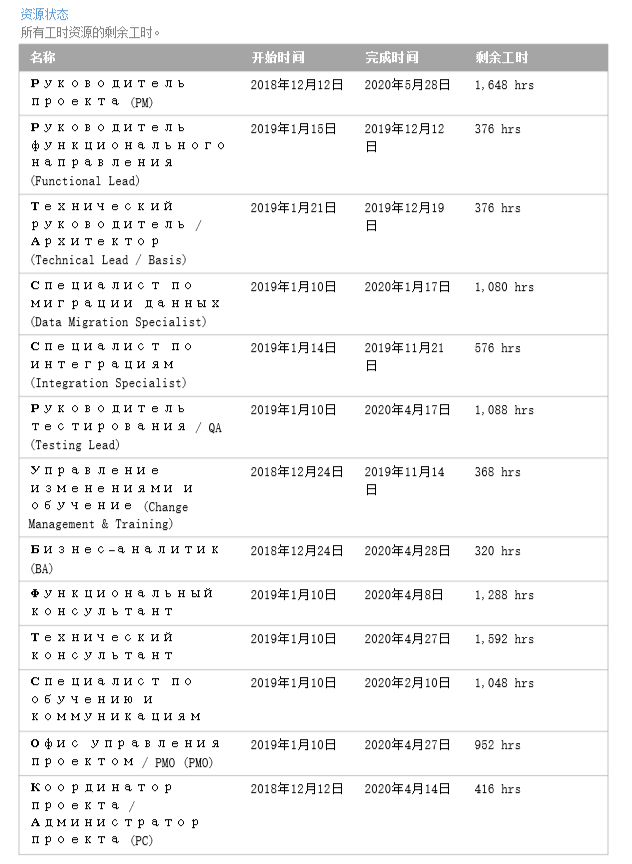 资源状态
所有工时资源的剩余工时。
名称 开始时间 完成时间 剩余工时
Руководитель 2018年12月12日 2020年5月28日 1,648 hrs
проекта (PM)
Руководитель 2019年1月15日 2019年12月12 376 hrs
функционального 日
направления
(Functional Lead)
Технический 2019年1月21日 2019年12月19 376 hrs
руководитель / 日
Архитектор
(Technical Lead / Basis)
Специалист по 2019年1月10日 2020年1月17日 1,080 hrs
миграции данных
(Data Migration Specialist)
Специалист по 2019年1月14日 2019年11月21 576 hrs
интеграциям 日
(Integration Specialist)
Руководитель 2019年1月10日 2020年4月17日 1,088 hrs
тестирования / QA
(Testing Lead)
Управление 2018年12月24日 2019年11月14 368 hrs
изменениями и 日
обучение (Change
Management & Training)
Бизнес-аналитик 2018年12月24日 2020年4月28日 320 hrs
(BA)
Функциональный 2019年1月10日 2020年4月8日 1,288 hrs
консультант
Технический 2019年1月10日 2020年4月27日 1,592 hrs
консультант
Специалист по 2019年1月10日 2020年2月10日 1,048 hrs
обучению и
коммуникациям
Офис управления 2019年1月10日 2020年4月27日 952 hrs
проектом / PMO (PMO)
Координатор 2018年12月12日 2020年4月14日 416 hrs
проекта /
Администратор
проекта (PC)